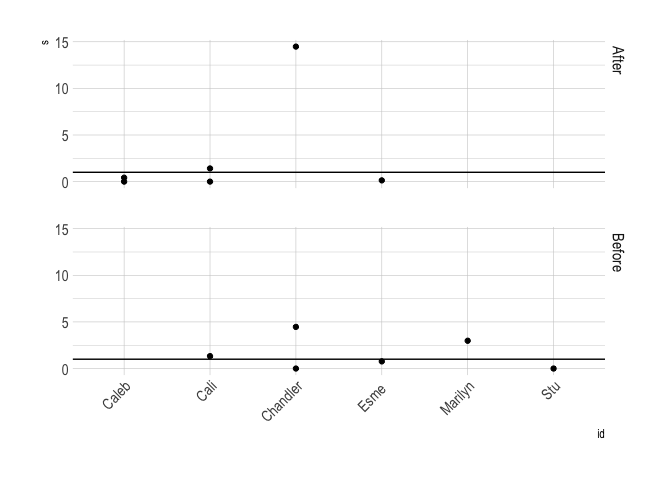 s
15
10
5
0
After
15
10
5
0
Before
Caleb
Cali
Chandler
Esme
Marilyn
Stu
id